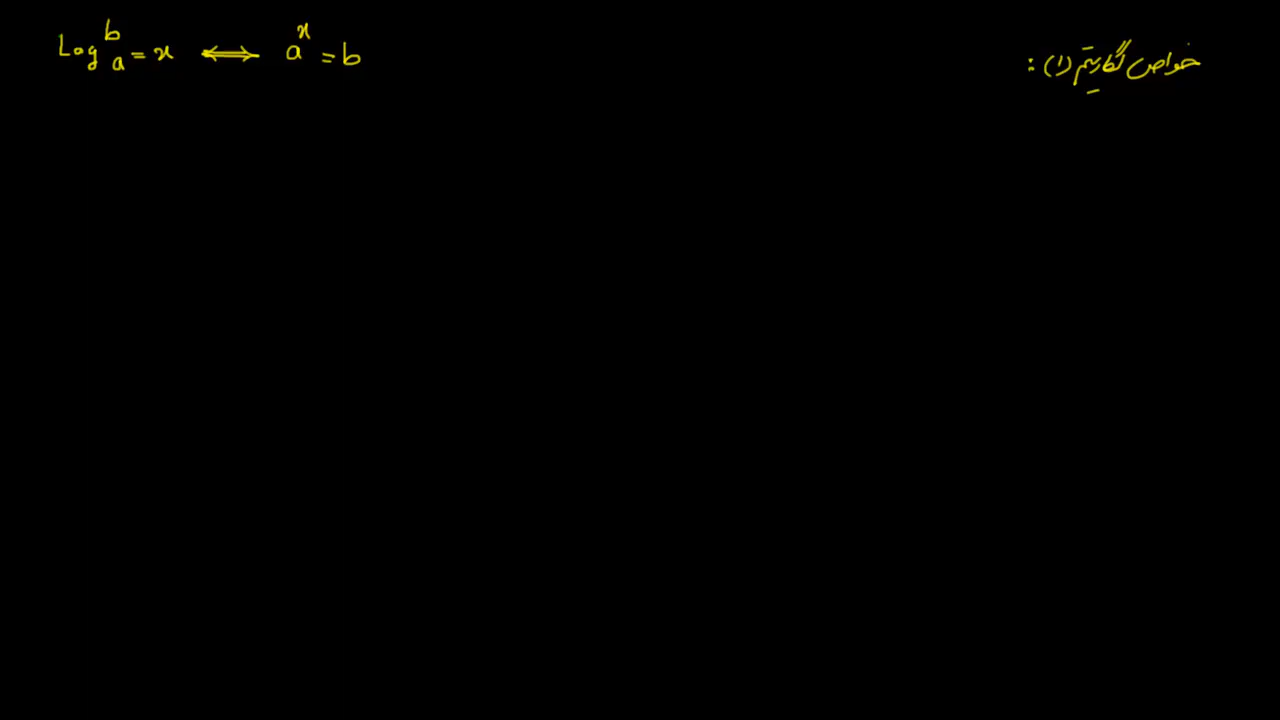 خواص لگاریتم (۱) :
Log_a^b = x ⟺ a^x = b